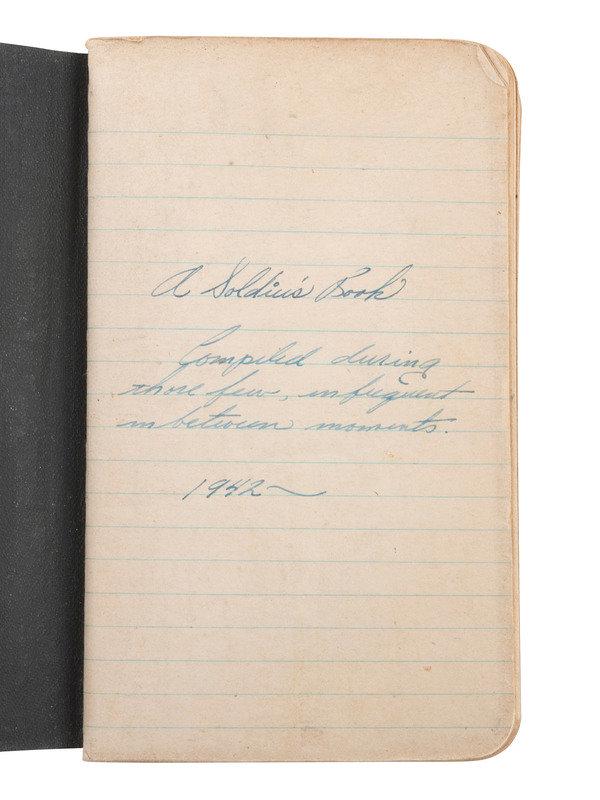 A Soldier's Book
Compiled during
those few, infrequent
in between moments.
1942~